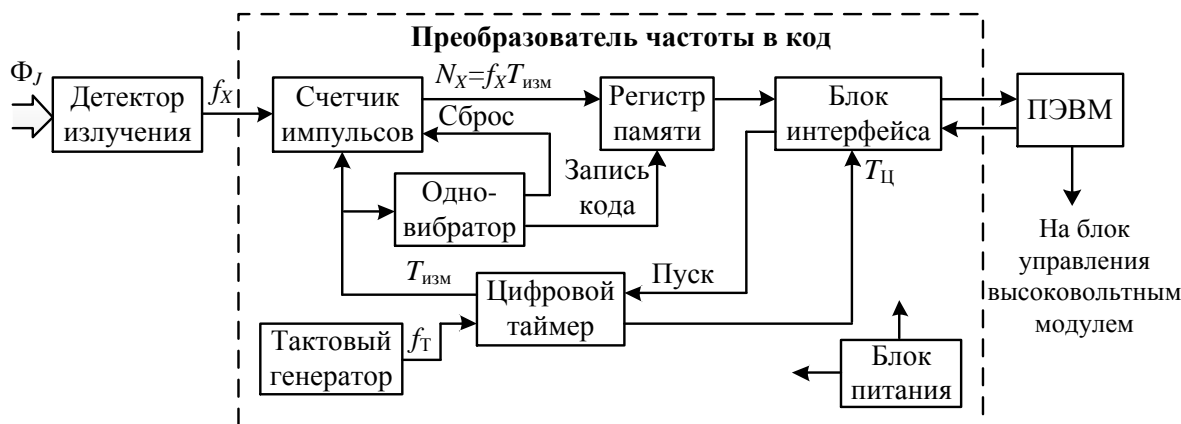 Преобразователь частоты в код
Φ_J
Детектор
излучения
f_X
Счетчик
импульсов
N_X=f_XT_изм
Сброс
Регистр
памяти
Блок
интерфейса
ПЭВМ
Одно-
вибратор
Запись
кода
T_Ц
T_изм
Цифровой
таймер
Пуск
На блок
управления
высоковольтным
модулем
Тактовый
генератор
f_Т
Блок
питания